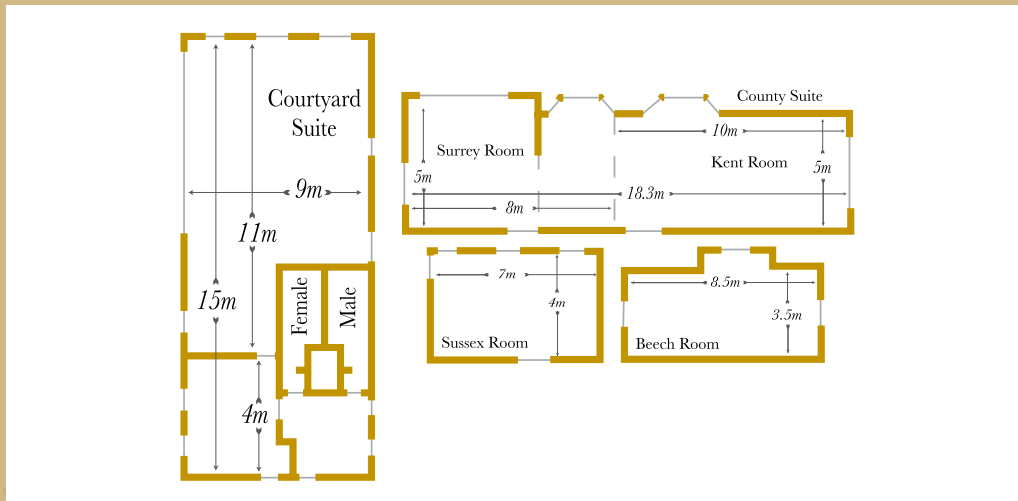 Courtyard
Suite
9m
11m
15m
4m
Female
Male
County Suite
10m
Surrey Room
Kent Room
5m
5m
18.3m
8m
7m
4m
Sussex Room
8.5m
3.5m
Beech Room